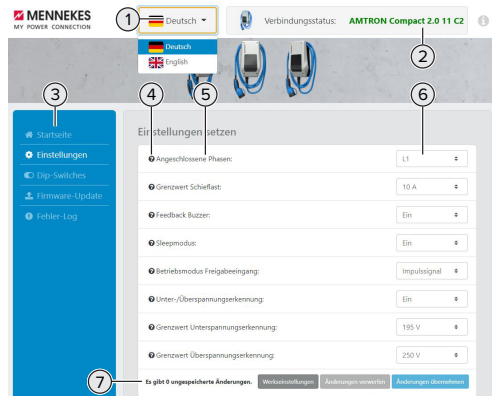 MENNEKES
MY POWER CONNECTION
1
Deutsch
Verbindungsstatus: AMTRON Compact 2.0 11 C2
2
Deutsch
English
3
4
5
6
Startseite
Einstellungen
Dip-Switches
Firmware-Update
Fehler-Log
Einstellungen setzen
Angeschlossene Phasen: L1
Grenzwert Schieflast: 10 A
Feedback Buzzer: Ein
Sleepmodus: Ein
Betriebsmodus Freigabeeingang: Impulssignal
Unter-/Überspannungserkennung: Ein
Grenzwert Unterspannungserkennung: 195 V
Grenzwert Überspannungserkennung: 250 V
7
Es gibt 0 ungespeicherte Änderungen. Werkseinstellungen Änderungen verwerfen Änderungen übernehmen